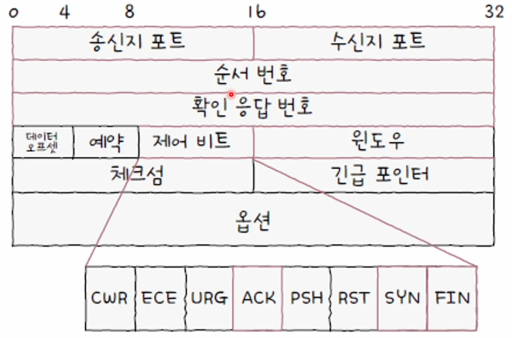 0 4 8 16 32
송신지 포트 수신지 포트
순서 번호
확인 응답 번호
데이터 오프셋 예약 제어 비트 윈도우
체크섬 긴급 포인터
옵션
CWR ECE URG ACK PSH RST SYN FIN